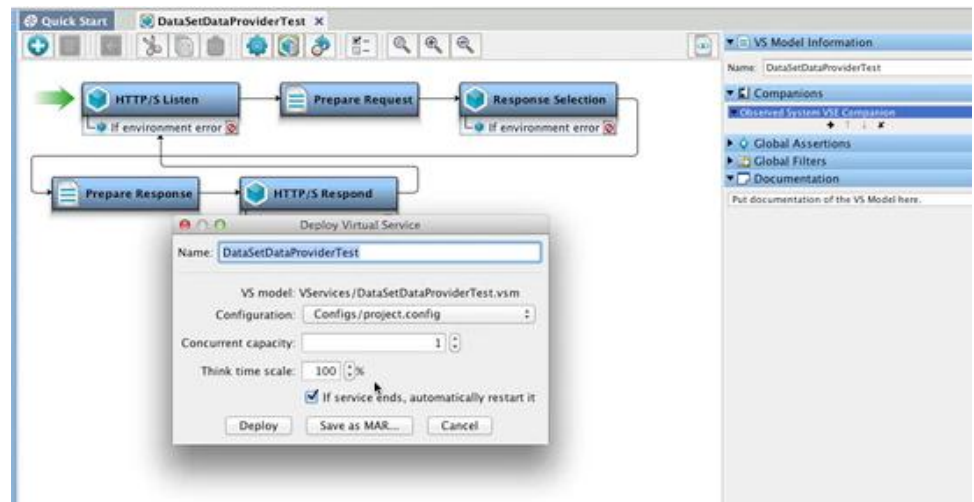 Quick Start
DataSetDataProviderTest ×
VS Model Information
Name: DataSetDataProviderTest
Companions
Observed System VSE Companion
Global Assertions
Global Filters
Documentation
Put documentation of the VS Model here.
HTTP/S Listen
If environment error
Prepare Request
Response Selection
If environment error
Prepare Response
HTTP/S Respond
Deploy Virtual Service
Name: DataSetDataProviderTest
VS model: VServices/DataSetDataProviderTest.vsm
Configuration: Configs/project.config
Concurrent capacity: 1
Think time scale: 100 %
If service ends, automatically restart it
Deploy Save as MAR... Cancel